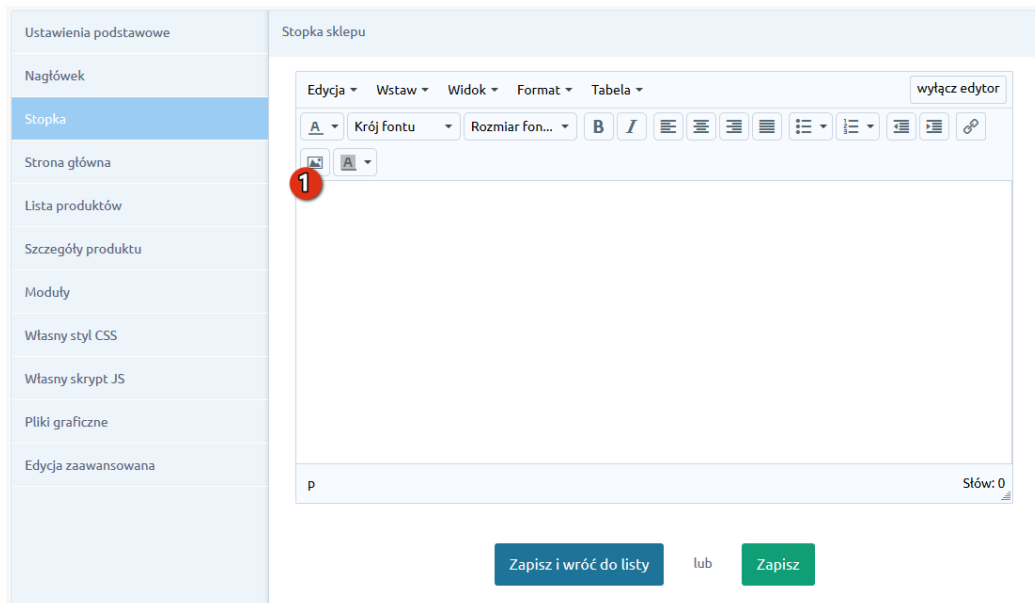 Ustawienia podstawowe
Nagłówek
Stopka
Strona główna
Lista produktów
Szczegóły produktu
Moduły
Własny styl CSS
Własny skrypt JS
Pliki graficzne
Edycja zaawansowana
Stopka sklepu
Edycja Wstaw Widok Format Tabela wyłącz edytor
A Krój fontu Rozmiar fon... B I
A
1
p Słów: 0
Zapisz i wróć do listy lub Zapisz